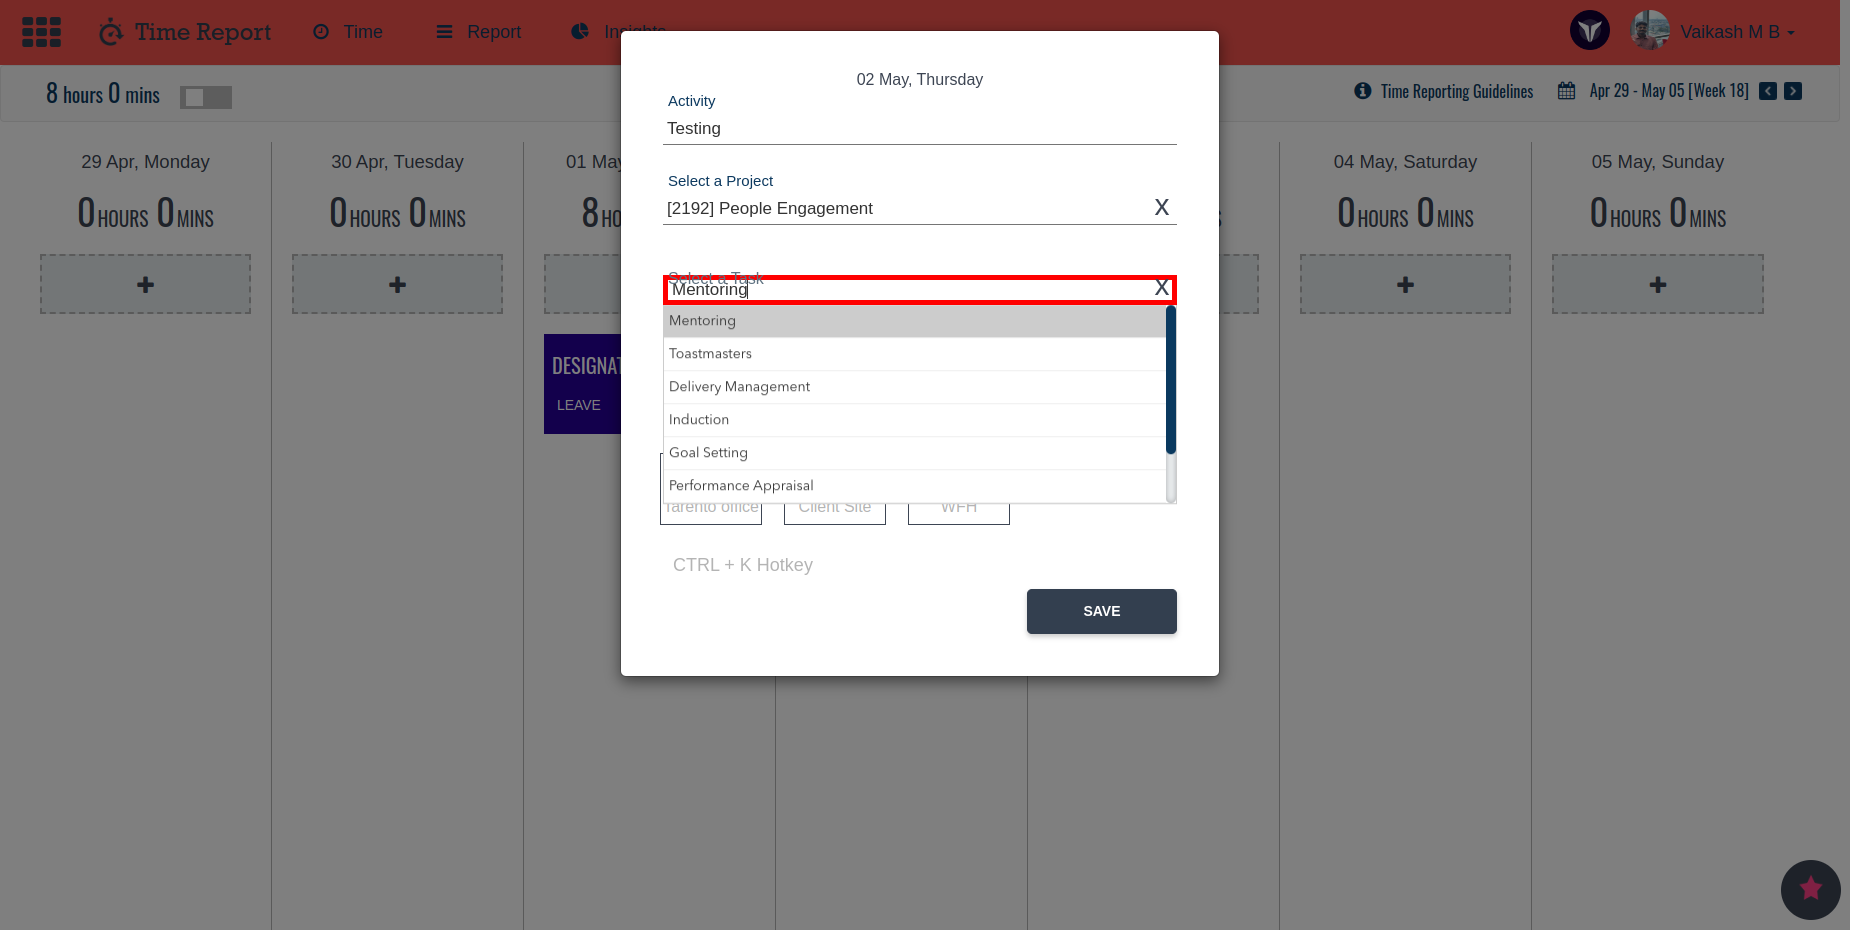 Time Report
Time
Report
Insights
Vaikash M B
8 hours 0 mins
Time Reporting Guidelines
Apr 29 - May 05 [Week 18]
29 Apr, Monday
0 HOURS 0 MINS
30 Apr, Tuesday
0 HOURS 0 MINS
01 May
8 HO
DESIGNAT
LEAVE
04 May, Saturday
0 HOURS 0 MINS
05 May, Sunday
0 HOURS 0 MINS
02 May, Thursday
Activity
Testing
Select a Project
[2192] People Engagement
X
Select a Task
Mentoring
X
Mentoring
Toastmasters
Delivery Management
Induction
Goal Setting
Performance Appraisal
Tarento office
Client Site
WFH
CTRL + K Hotkey
SAVE